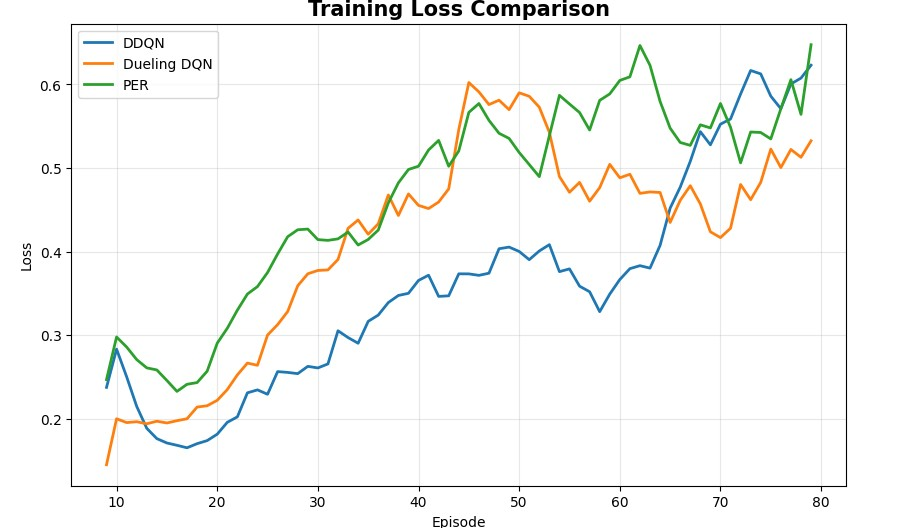 Training Loss Comparison
DDQN
Dueling DQN
PER
Loss
0.6
0.5
0.4
0.3
0.2
10 20 30 40 50 60 70 80
Episode